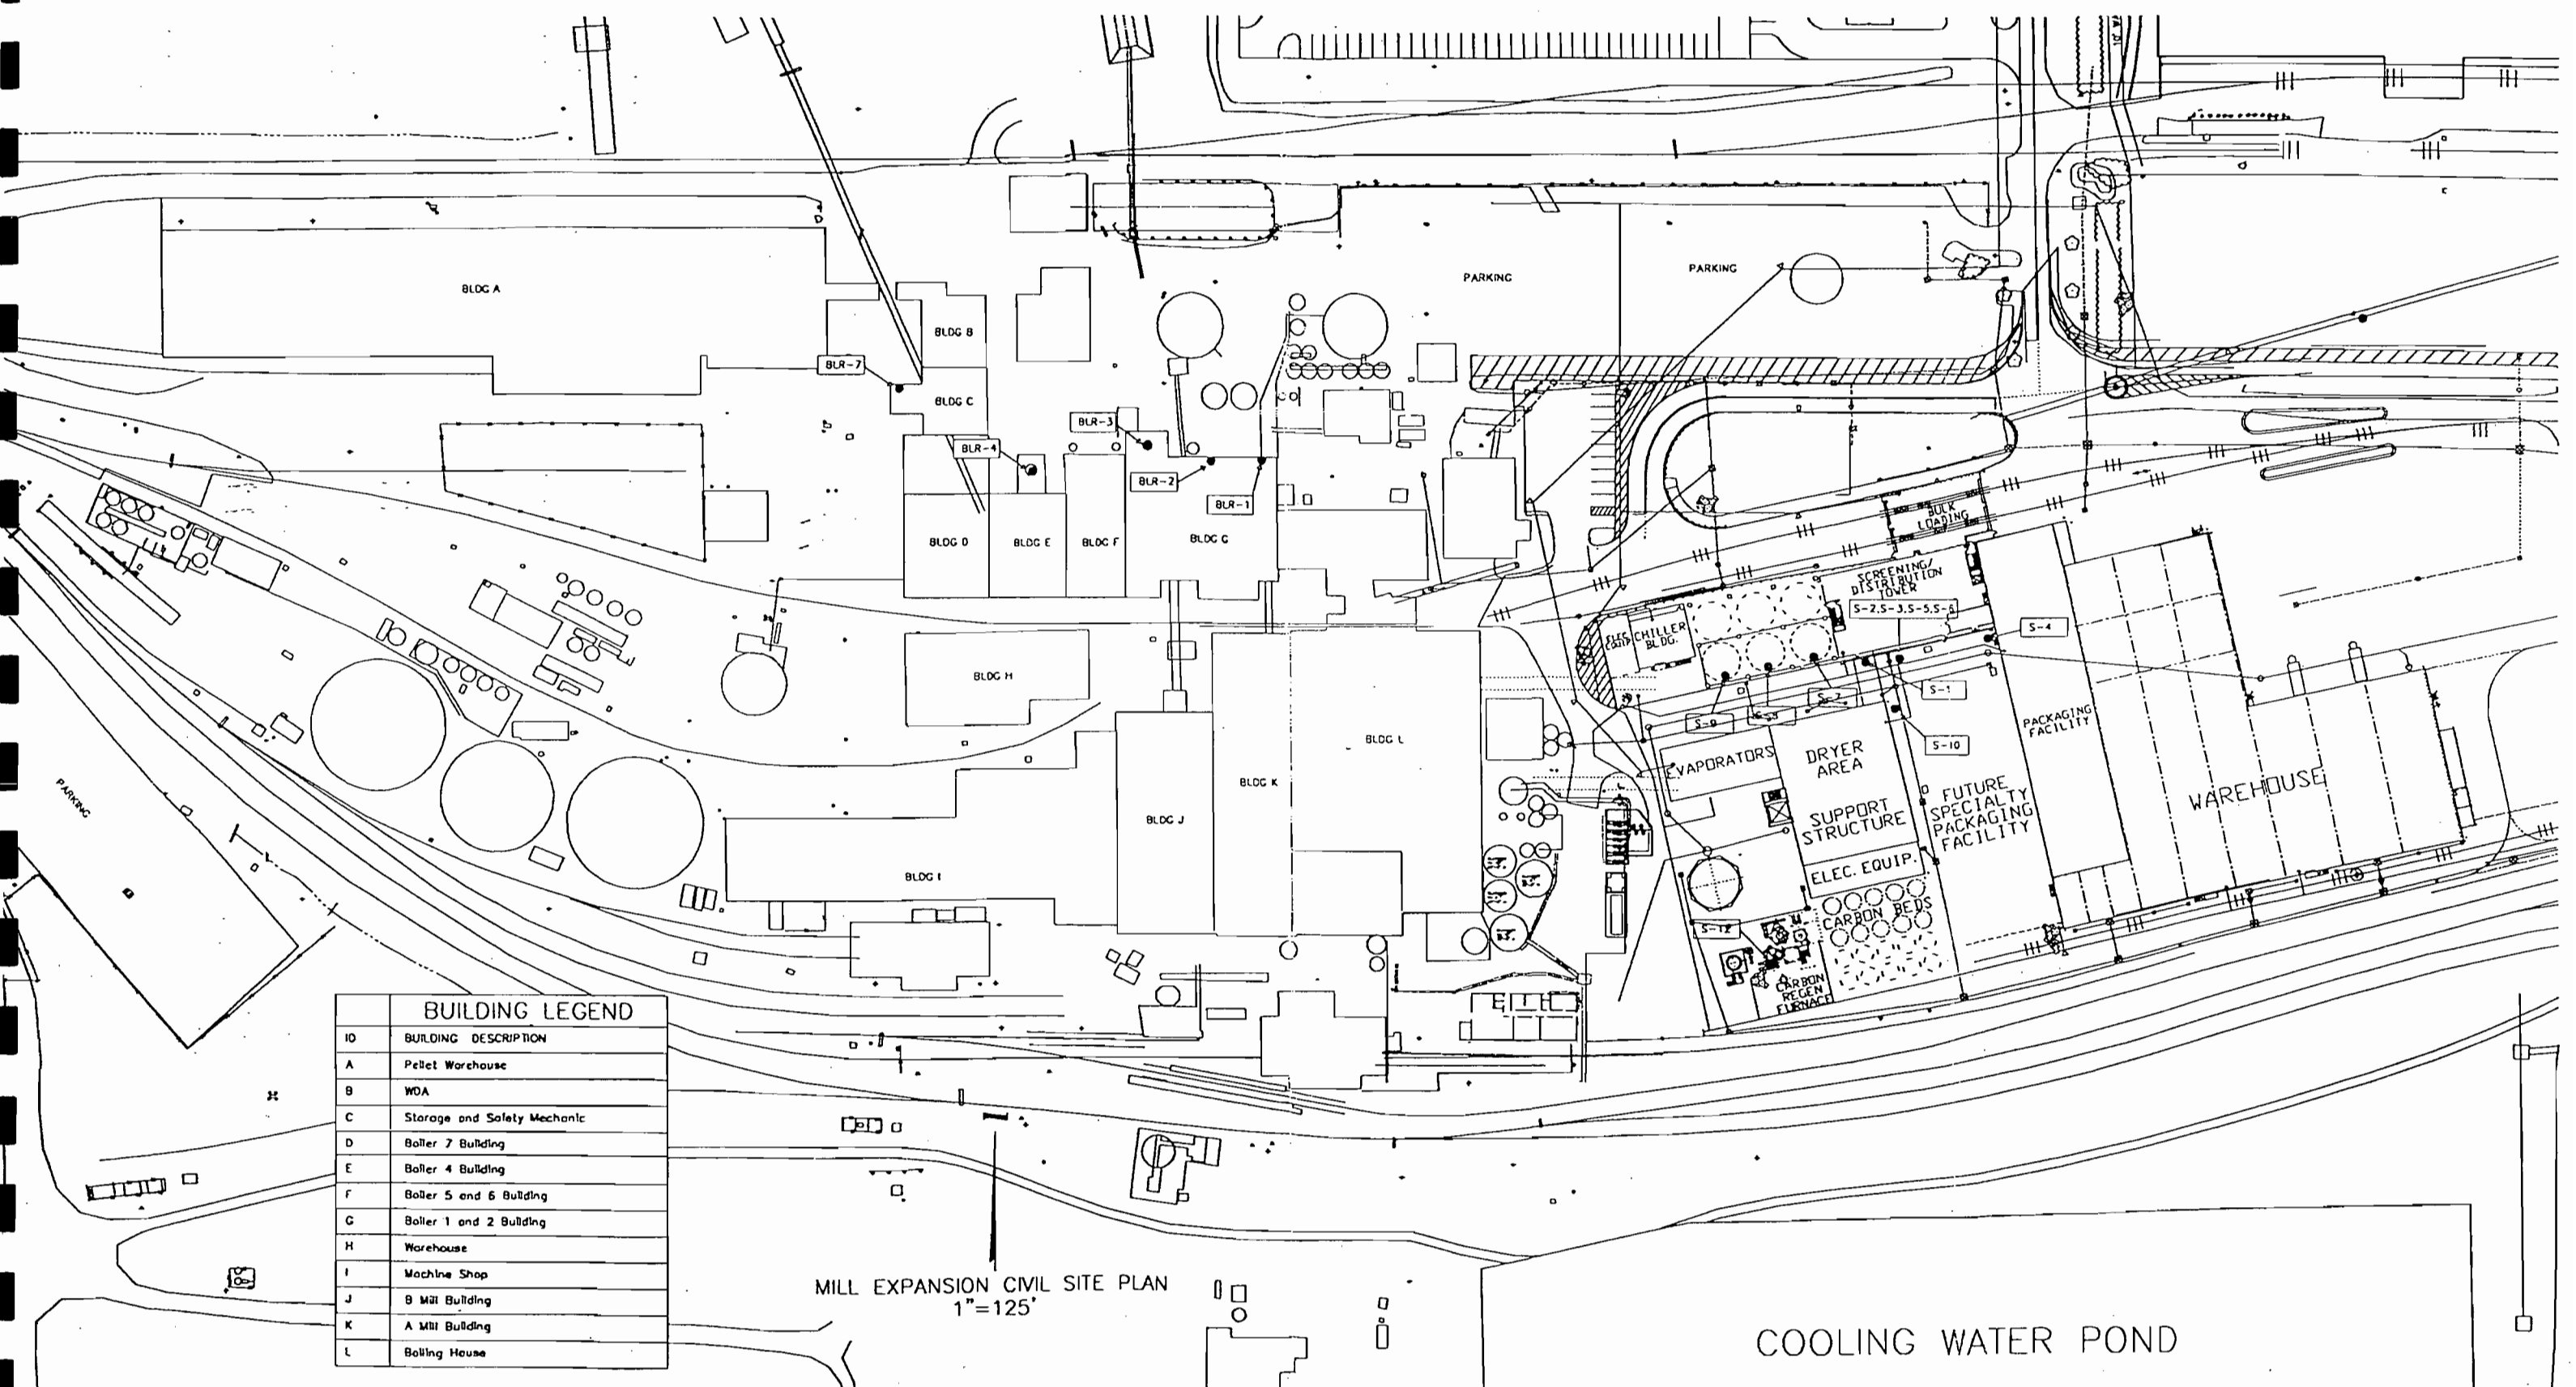 BLDG A
PARKING
PARKING
BLDG B
BLR-7
BLDG C
BLR-3
BLR-4
BLR-2
BLR-1
BLDG D
BLDG E
BLDG F
BLDG G
BULK
LOADING
SCREENING/
DISTRIBUTION
TOWER
S-2,S-3,S-5,S-6
S-4
CHILLER
BLDG.
S-1
S-7
S-9
S-10
BLDG H
BLDG L
BLDG K
BLDG J
BLDG I
PARKING
EVAPORATORS
DRYER
AREA
SUPPORT
STRUCTURE
ELEC. EQUIP.
CARBON BEDS
S-12
CARBON
REGEN
FURNACE
FUTURE
SPECIALTY
PACKAGING
FACILITY
PACKAGING
FACILITY
WAREHOUSE
BUILDING LEGEND
ID BUILDING DESCRIPTION
A Pellet Warehouse
B WDA
C Storage and Safety Mechanic
D Boiler 7 Building
E Boiler 4 Building
F Boiler 5 and 6 Building
G Boiler 1 and 2 Building
H Warehouse
I Machine Shop
J B Mill Building
K A Mill Building
L Boiling House
MILL EXPANSION CIVIL SITE PLAN
1"=125'
COOLING WATER POND